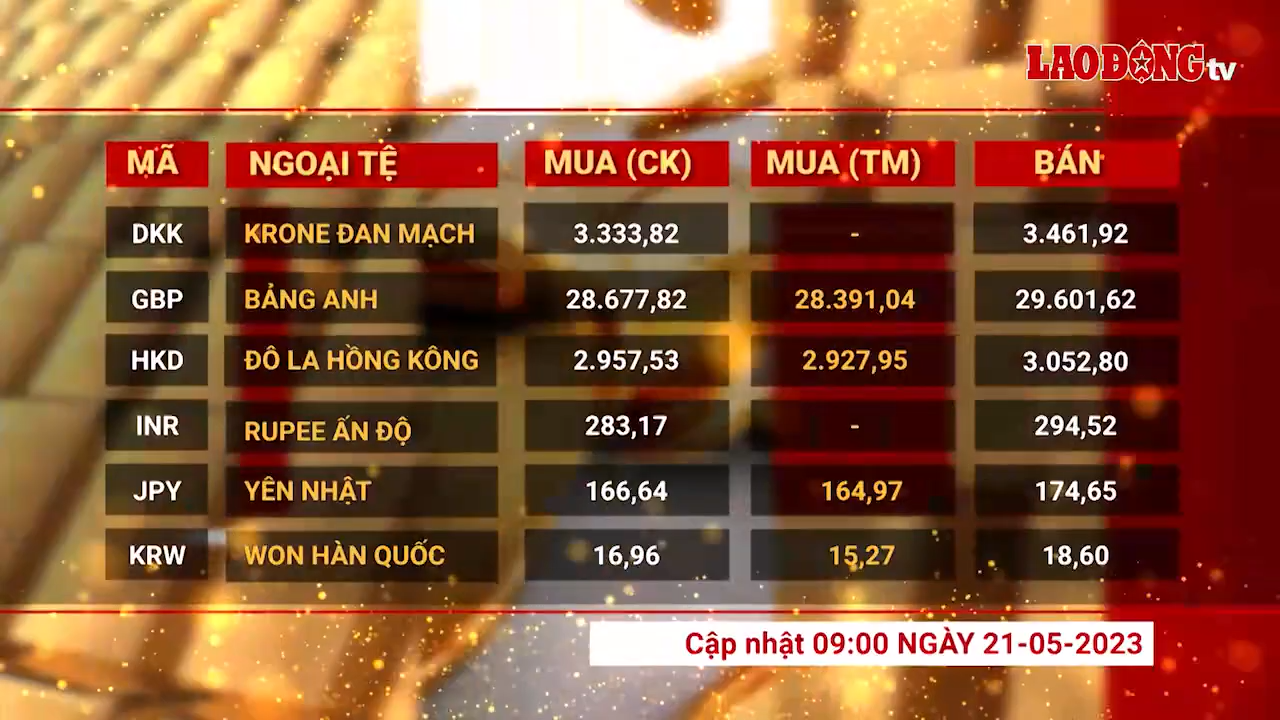 LAO ĐỘNG tv
MÃ NGOẠI TỆ MUA (CK) MUA (TM) BÁN
DKK KRONE ĐAN MẠCH 3.333,82 - 3.461,92
GBP BẢNG ANH 28.677,82 28.391,04 29.601,62
HKD ĐÔ LA HỒNG KÔNG 2.957,53 2.927,95 3.052,80
INR RUPEE ẤN ĐỘ 283,17 - 294,52
JPY YÊN NHẬT 166,64 164,97 174,65
KRW WON HÀN QUỐC 16,96 15,27 18,60
Cập nhật 09:00 NGÀY 21-05-2023